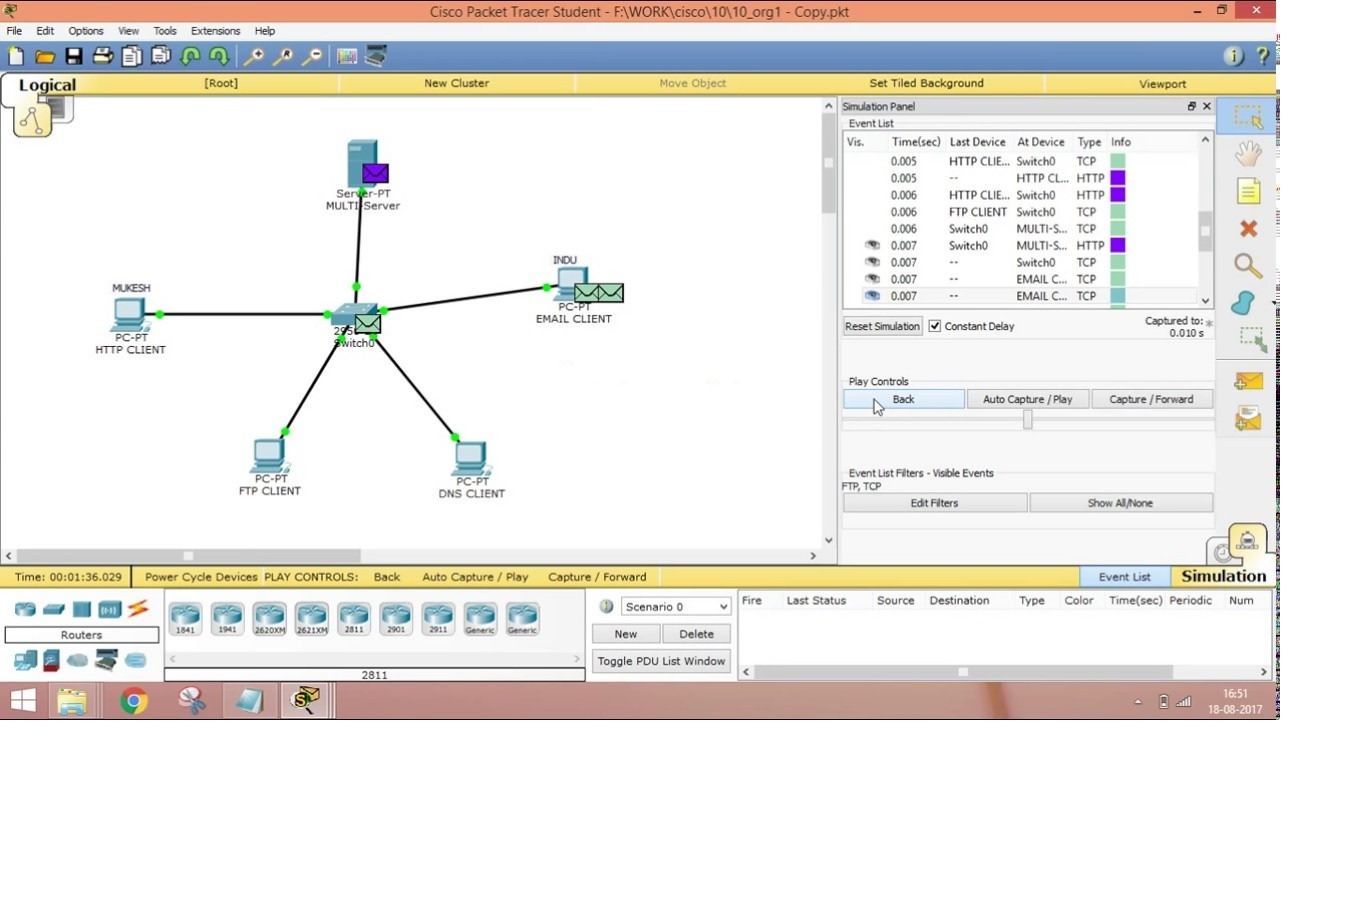 Cisco Packet Tracer Student - F:\WORK\cisco\10\10_org1 - Copy.pkt
File Edit Options View Tools Extensions Help
Logical [Root] New Cluster Move Object Set Tiled Background Viewport
Server-PT
MULTI-Server
MUKESH
PC-PT
HTTP CLIENT
INDU
PC-PT
EMAIL CLIENT
Switch0
PC-PT
FTP CLIENT
PC-PT
DNS CLIENT
Simulation Panel
Event List
Vis. Time(sec) Last Device At Device Type Info
0.005 HTTP CLIE... Switch0 TCP
0.005 -- HTTP CL... HTTP
0.006 HTTP CLIE... Switch0 HTTP
0.006 FTP CLIENT Switch0 TCP
0.006 Switch0 MULTI-S... TCP
0.007 Switch0 MULTI-S... HTTP
0.007 -- Switch0 TCP
0.007 -- EMAIL C... TCP
0.007 -- EMAIL C... TCP
Reset Simulation Constant Delay Captured to: *
0.010 s
Play Controls
Back Auto Capture / Play Capture / Forward
Event List Filters - Visible Events
FTP, TCP
Edit Filters Show All/None
Time: 00:01:36.029 Power Cycle Devices PLAY CONTROLS: Back Auto Capture / Play Capture / Forward Event List Simulation
Routers
1841 1941 2620XM 2621XM 2811 2901 2911 Generic Generic
2811
Scenario 0
New Delete
Toggle PDU List Window
Fire Last Status Source Destination Type Color Time(sec) Periodic Num
16:51
18-08-2017